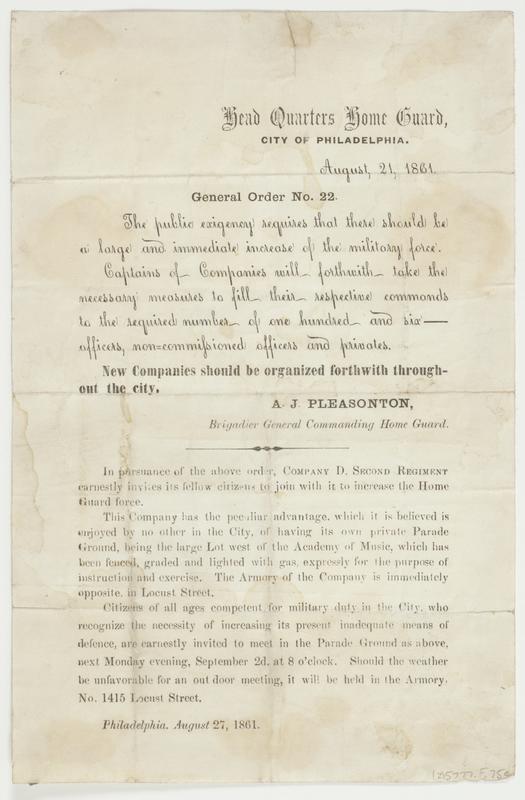 Head Quarters Home Guard,
CITY OF PHILADELPHIA.
August, 21, 1861.
General Order No. 22.
The public exigency requires that there should be
a large and immediate increase of the military force.
Captains of Companies will forthwith take the
necessary measures to fill their respective commands
to the required number of one hundred and six—
officers, non=commissioned officers and privates.
New Companies should be organized forthwith through-
out the city.
A. J. PLEASONTON,
Brigadier General Commanding Home Guard.
In pursuance of the above order, COMPANY D. SECOND REGIMENT
earnestly invites its fellow citizens to join with it to increase the Home
Guard force.
This Company has the peculiar advantage, which it is believed is
enjoyed by no other in the City, of having its own private Parade
Ground, being the large Lot west of the Academy of Music, which has
been fenced, graded and lighted with gas, expressly for the purpose of
instruction and exercise. The Armory of the Company is immediately
opposite, in Locust Street.
Citizens of all ages competent for military duty in the City, who
recognize the necessity of increasing its present inadequate means of
defence, are earnestly invited to meet in the Parade Ground as above,
next Monday evening, September 2d, at 8 o'clock. Should the weather
be unfavorable for an out door meeting, it will be held in the Armory,
No. 1415 Locust Street.
Philadelphia, August 27, 1861.